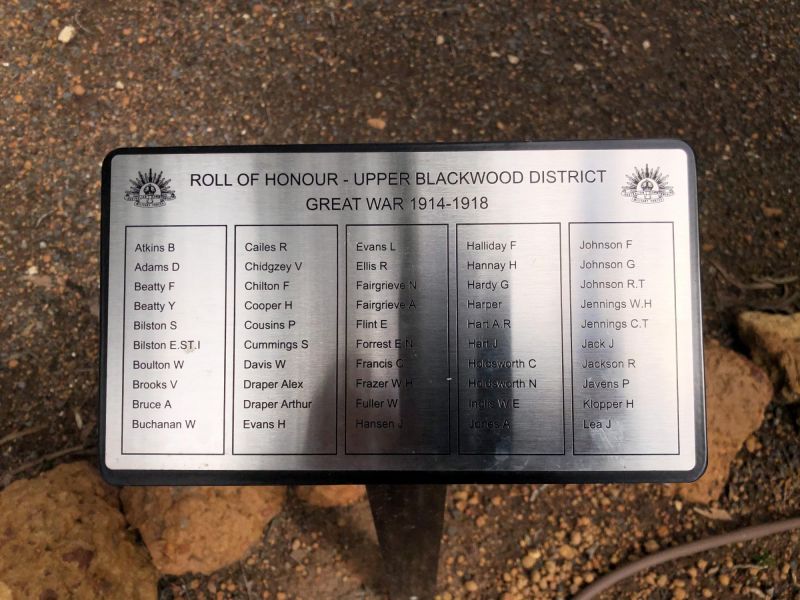 ROLL OF HONOUR - UPPER BLACKWOOD DISTRICT
GREAT WAR 1914-1918
Atkins B
Adams D
Beatty F
Beatty Y
Bilston S
Bilston E.ST.I
Boulton W
Brooks V
Bruce A
Buchanan W
Cailes R
Chidgzey V
Chilton F
Cooper H
Cousins P
Cummings S
Davis W
Draper Alex
Draper Arthur
Evans H
Evans L
Ellis R
Fairgrieve N
Fairgrieve A
Flint E
Forrest E N
Francis C
Frazer W H
Fuller W
Hansen J
Halliday F
Hannay H
Hardy G
Harper
Hart A R
Hart J
Holdsworth C
Holdsworth N
Inglis W E
Jones A
Johnson F
Johnson G
Johnson R.T
Jennings W.H
Jennings C.T
Jack J
Jackson R
Javens P
Klopper H
Lea J